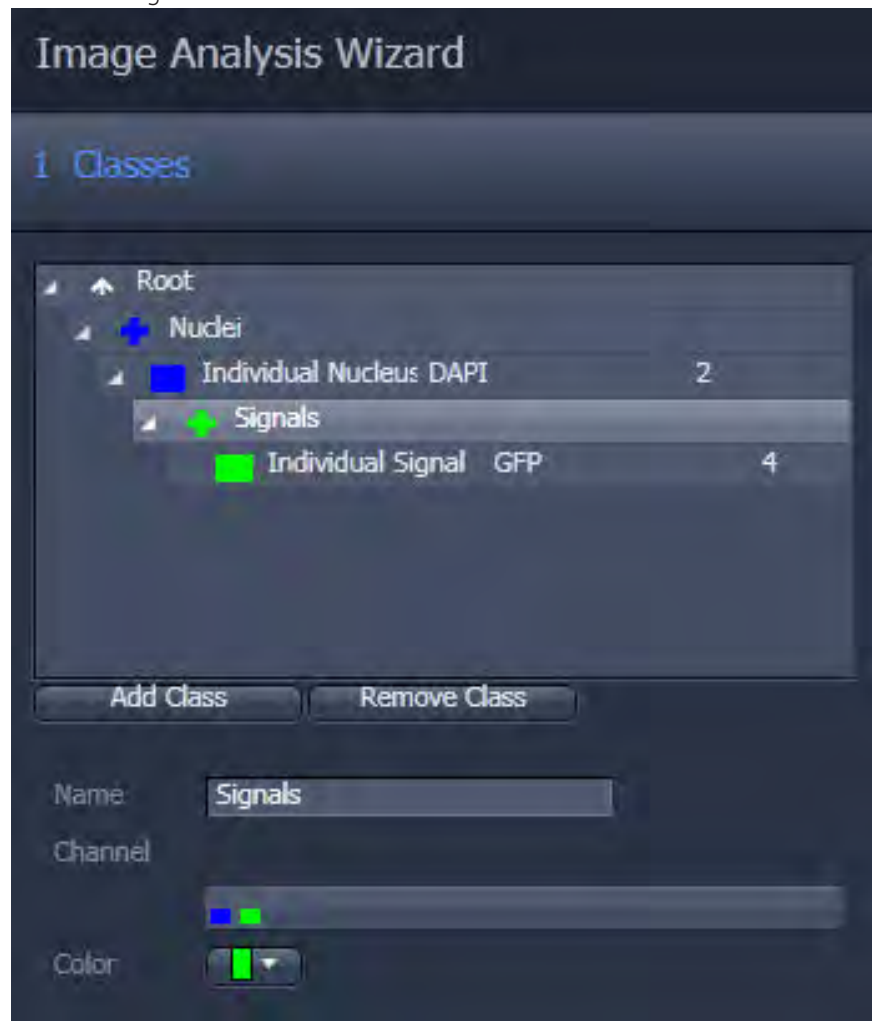 Image Analysis Wizard
1 Classes
Root
Nuclei
Individual Nucleus DAPI 2
Signals
Individual Signal GFP 4
Add Class Remove Class
Name Signals
Channel
Color